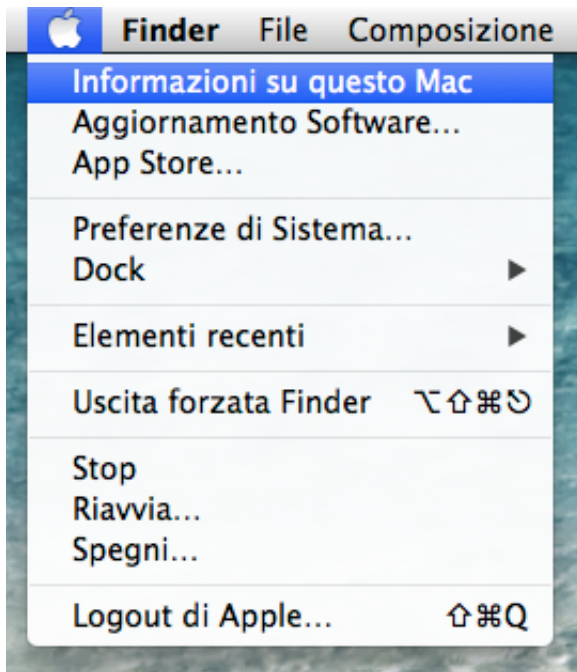 Finder File Composizione
Informazioni su questo Mac
Aggiornamento Software...
App Store...
Preferenze di Sistema...
Dock ▶
Elementi recenti ▶
Uscita forzata Finder ⌥⇧⌘⎋
Stop
Riavvia...
Spegni...
Logout di Apple... ⇧⌘Q